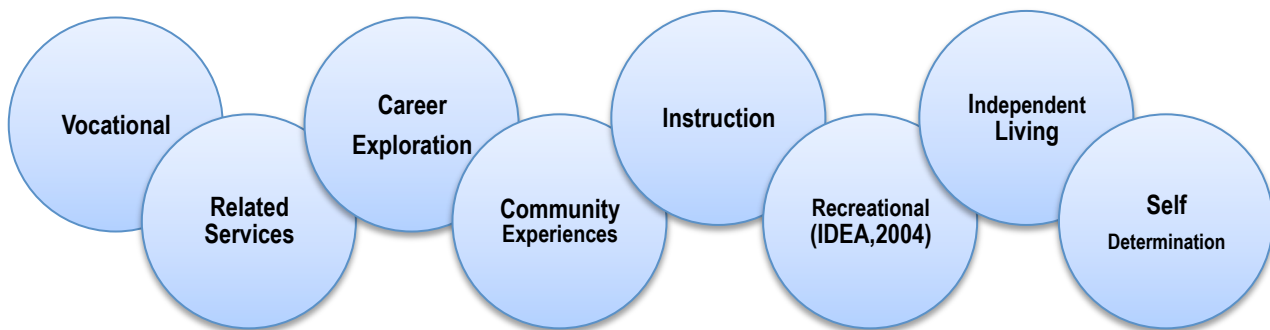 Vocational
Related
Services
Career
Exploration
Community
Experiences
Instruction
Recreational
(IDEA,2004)
Independent
Living
Self
Determination